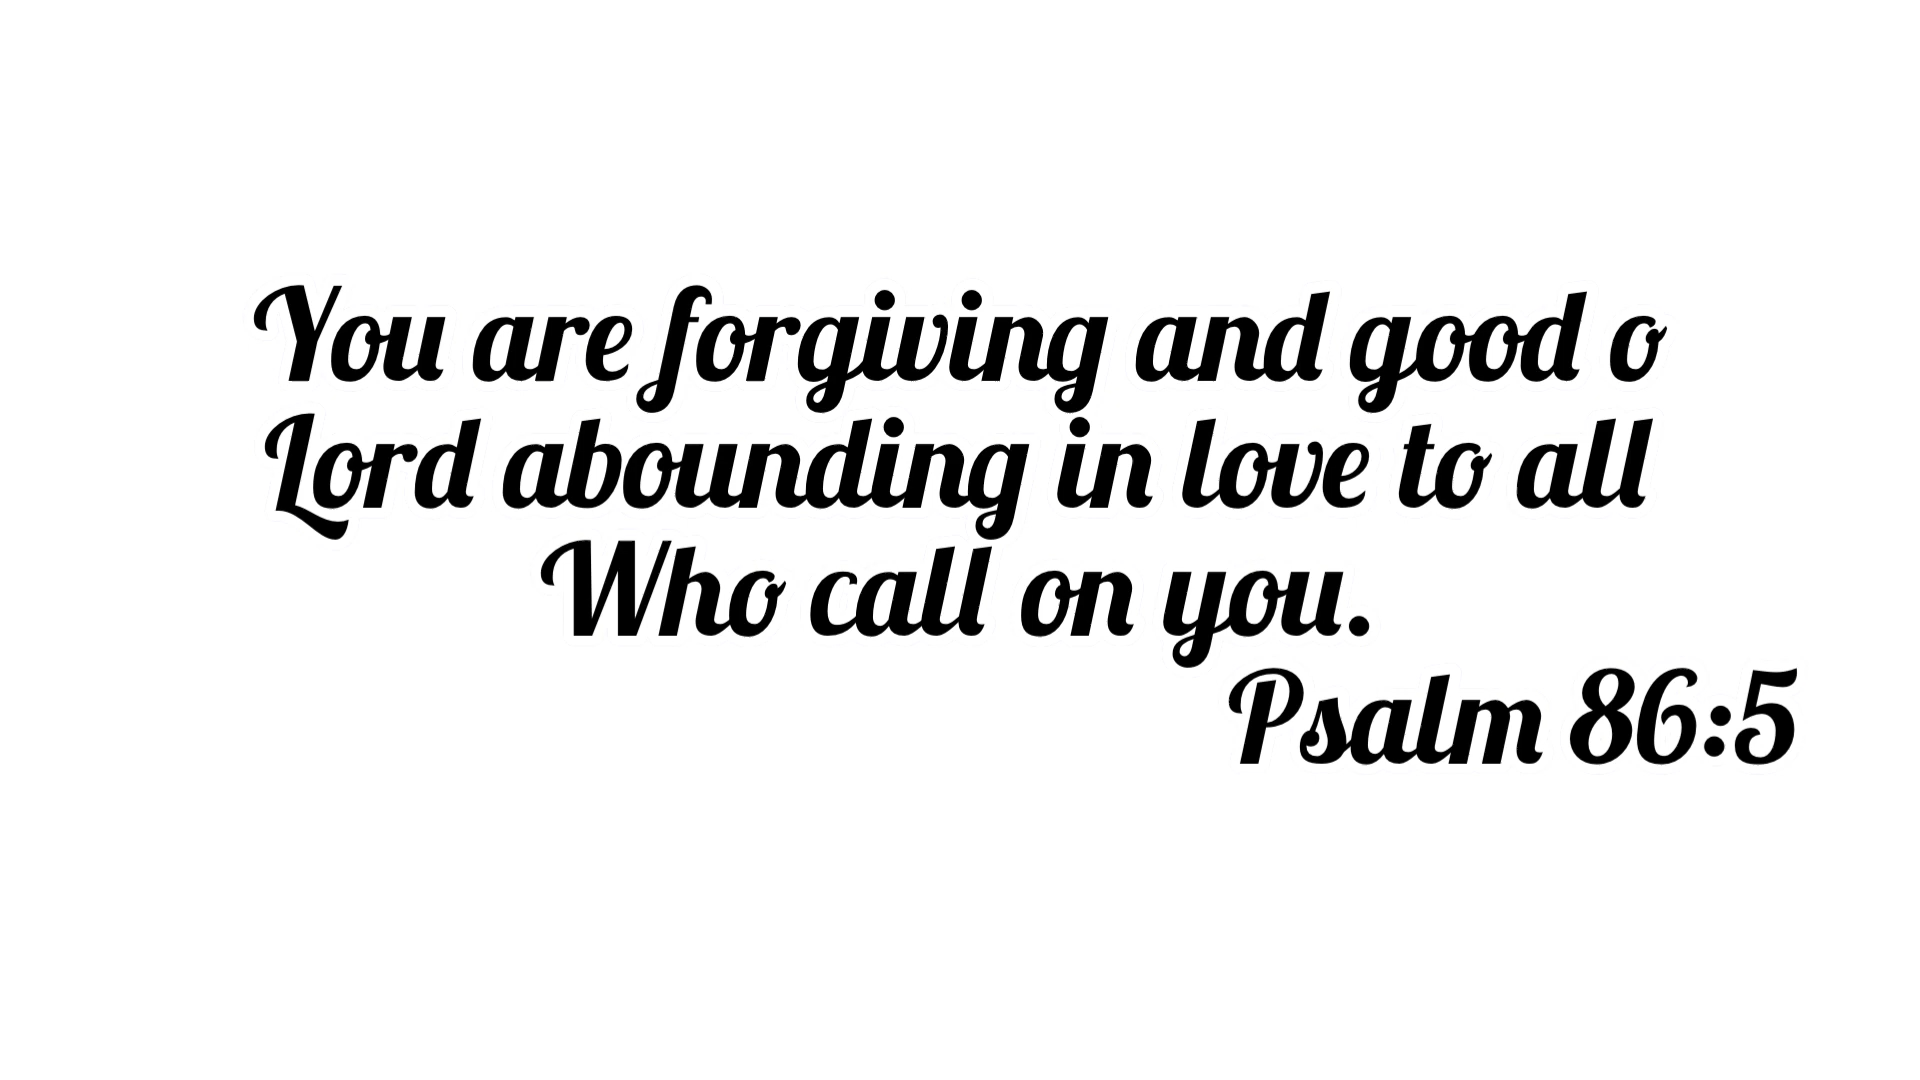 You are forgiving and good o
Lord abounding in love to all
Who call on you.
Psalm 86:5